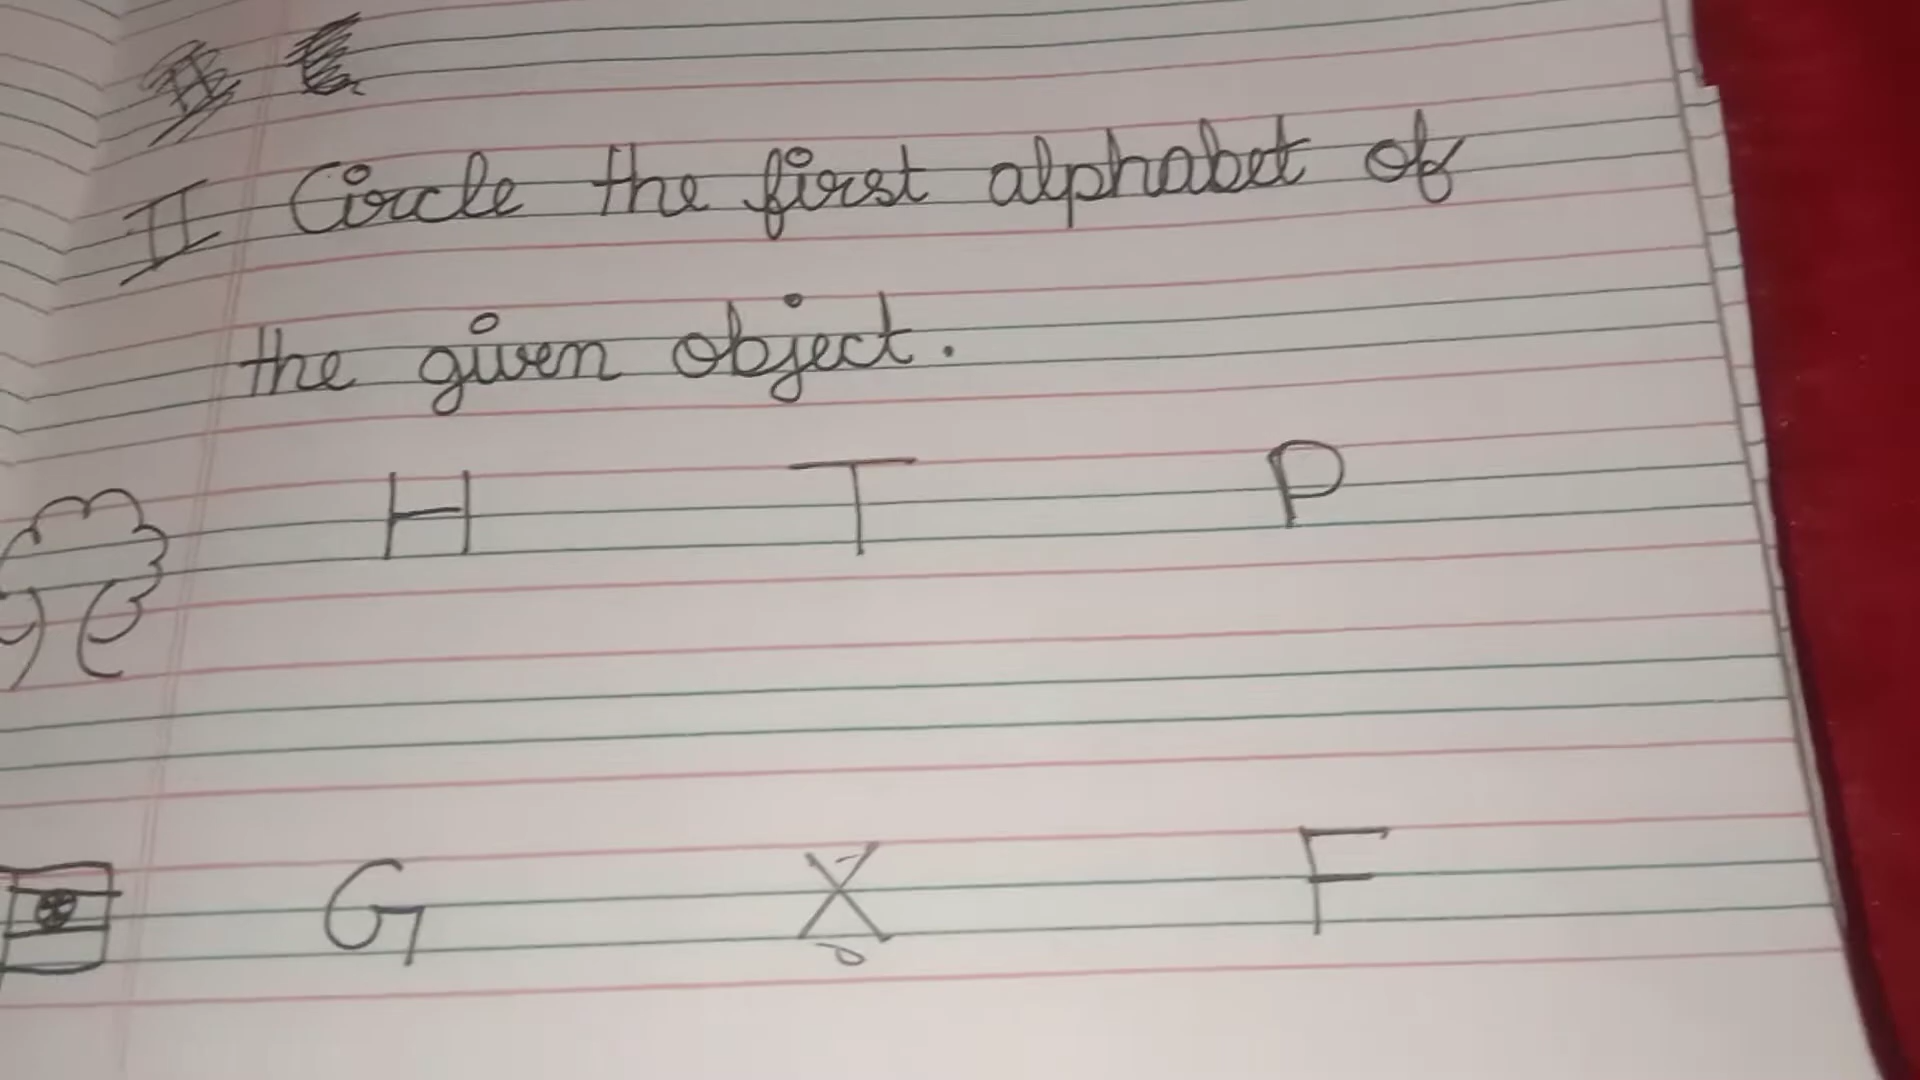 II Circle the first alphabet of
the given object.
H T P
G X F